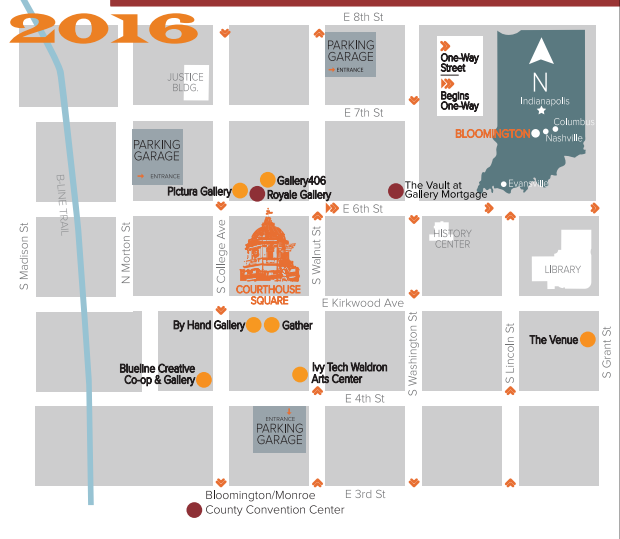 2016
E 8th St
PARKING
GARAGE
ENTRANCE
One-Way
Street
Begins
One-Way
N
Indianapolis
Columbus
BLOOMINGTON
Nashville
Evansville
JUSTICE
BLDG.
E 7th St
PARKING
GARAGE
ENTRANCE
Gallery406
Pictura Gallery
Royale Gallery
The Vault at
Gallery Mortgage
E 6th St
B-LINE TRAIL
S Madison St
N Morton St
S College Ave
S Walnut St
COURTHOUSE
SQUARE
HISTORY
CENTER
LIBRARY
E Kirkwood Ave
S Washington St
S Lincoln St
S Grant St
By Hand Gallery
Gather
The Venue
Blueline Creative
Co-op & Gallery
Ivy Tech Waldron
Arts Center
E 4th St
ENTRANCE
PARKING
GARAGE
E 3rd St
Bloomington/Monroe
County Convention Center